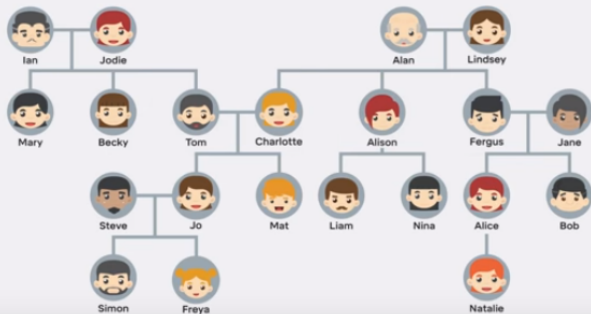 Ian
Jodie
Alan
Lindsey
Mary
Becky
Tom
Charlotte
Alison
Fergus
Jane
Steve
Jo
Mat
Liam
Nina
Alice
Bob
Simon
Freya
Natalie